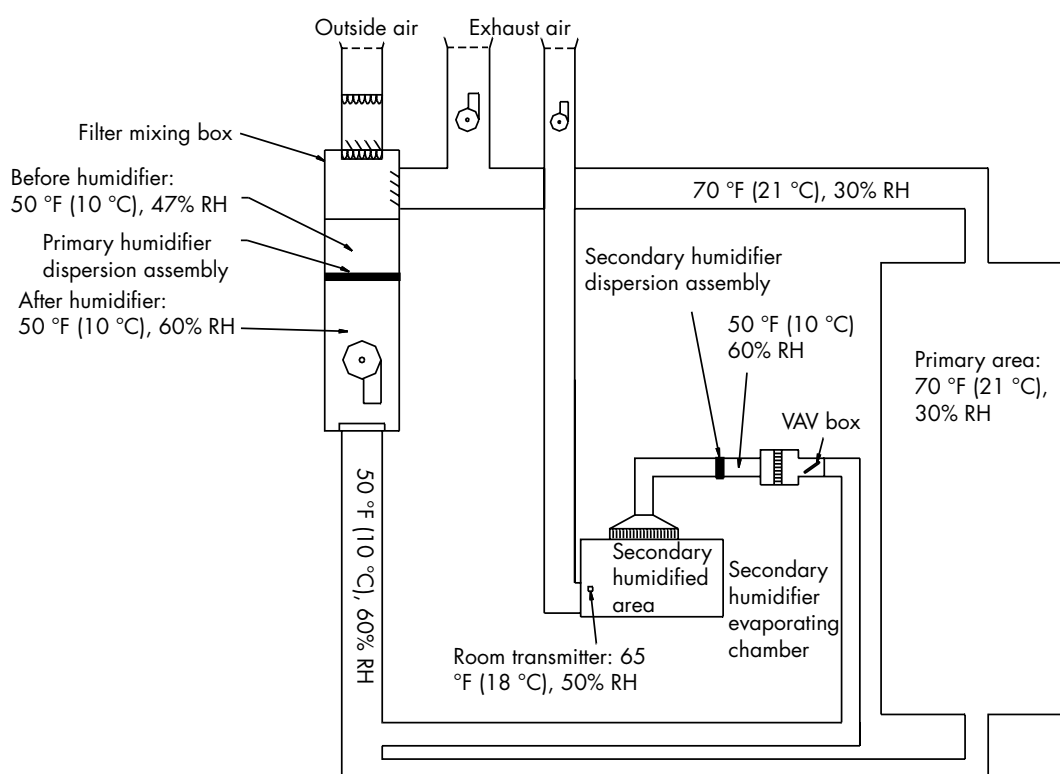 Outside air
Exhaust air
Filter mixing box
Before humidifier:
50 °F (10 °C), 47% RH
70 °F (21 °C), 30% RH
Primary humidifier
dispersion assembly
After humidifier:
50 °F (10 °C), 60% RH
Secondary humidifier
dispersion assembly
50 °F (10 °C)
60% RH
Primary area:
70 °F (21 °C),
30% RH
VAV box
50 °F (10 °C), 60% RH
Secondary
humidified
area
Secondary
humidifier
evaporating
chamber
Room transmitter: 65
°F (18 °C), 50% RH